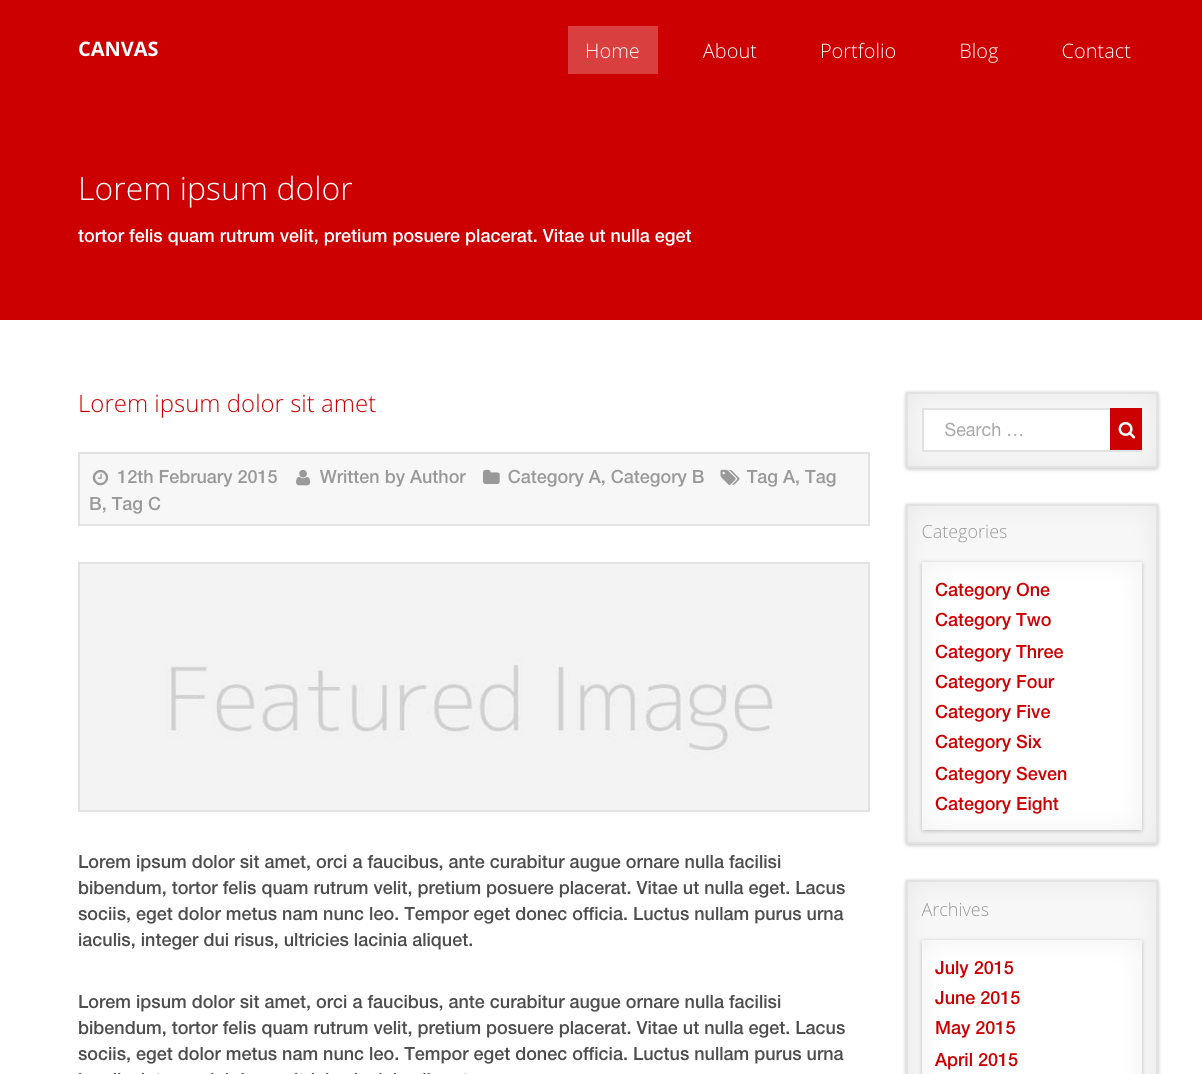 CANVAS
Home
About
Portfolio
Blog
Contact
Lorem ipsum dolor
tortor felis quam rutrum velit, pretium posuere placerat. Vitae ut nulla eget
Lorem ipsum dolor sit amet
12th February 2015 Written by Author Category A, Category B Tag A, Tag
B, Tag C
Featured Image
Lorem ipsum dolor sit amet, orci a faucibus, ante curabitur augue ornare nulla facilisi
bibendum, tortor felis quam rutrum velit, pretium posuere placerat. Vitae ut nulla eget. Lacus
sociis, eget dolor metus nam nunc leo. Tempor eget donec officia. Luctus nullam purus urna
iaculis, integer dui risus, ultricies lacinia aliquet.
Lorem ipsum dolor sit amet, orci a faucibus, ante curabitur augue ornare nulla facilisi
bibendum, tortor felis quam rutrum velit, pretium posuere placerat. Vitae ut nulla eget. Lacus
sociis, eget dolor metus nam nunc leo. Tempor eget donec officia. Luctus nullam purus urna
Search …
Categories
Category One
Category Two
Category Three
Category Four
Category Five
Category Six
Category Seven
Category Eight
Archives
July 2015
June 2015
May 2015
April 2015